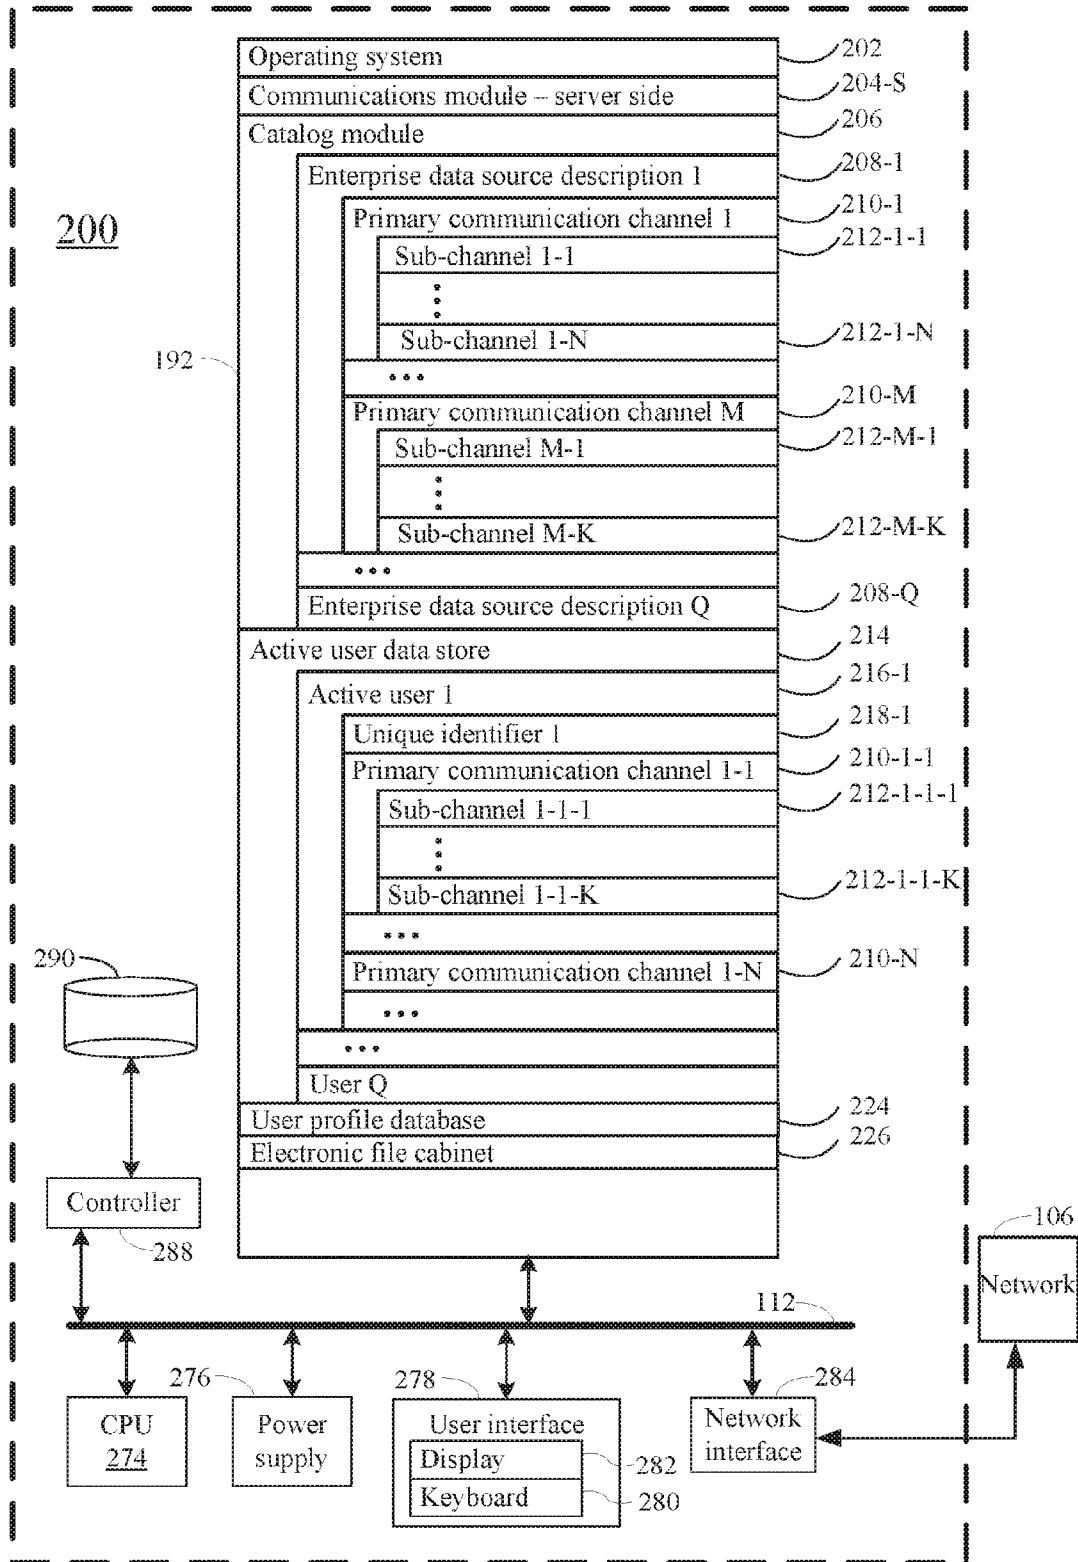 Operating system 202
Communications module – server side 204-S
Catalog module 206
Enterprise data source description 1 208-1
200
Primary communication channel 1 210-1
Sub-channel 1-1 212-1-1
Sub-channel 1-N 212-1-N
192
Primary communication channel M 210-M
Sub-channel M-1 212-M-1
Sub-channel M-K 212-M-K
Enterprise data source description Q 208-Q
Active user data store 214
Active user 1 216-1
Unique identifier 1 218-1
Primary communication channel 1-1 210-1-1
Sub-channel 1-1-1 212-1-1-1
Sub-channel 1-1-K 212-1-1-K
290
Primary communication channel 1-N 210-N
User Q
User profile database 224
Electronic file cabinet 226
Controller
288
106
Network
112
276
278
284
CPU
274
Power
supply
User interface
Display
282
Keyboard
280
Network
interface